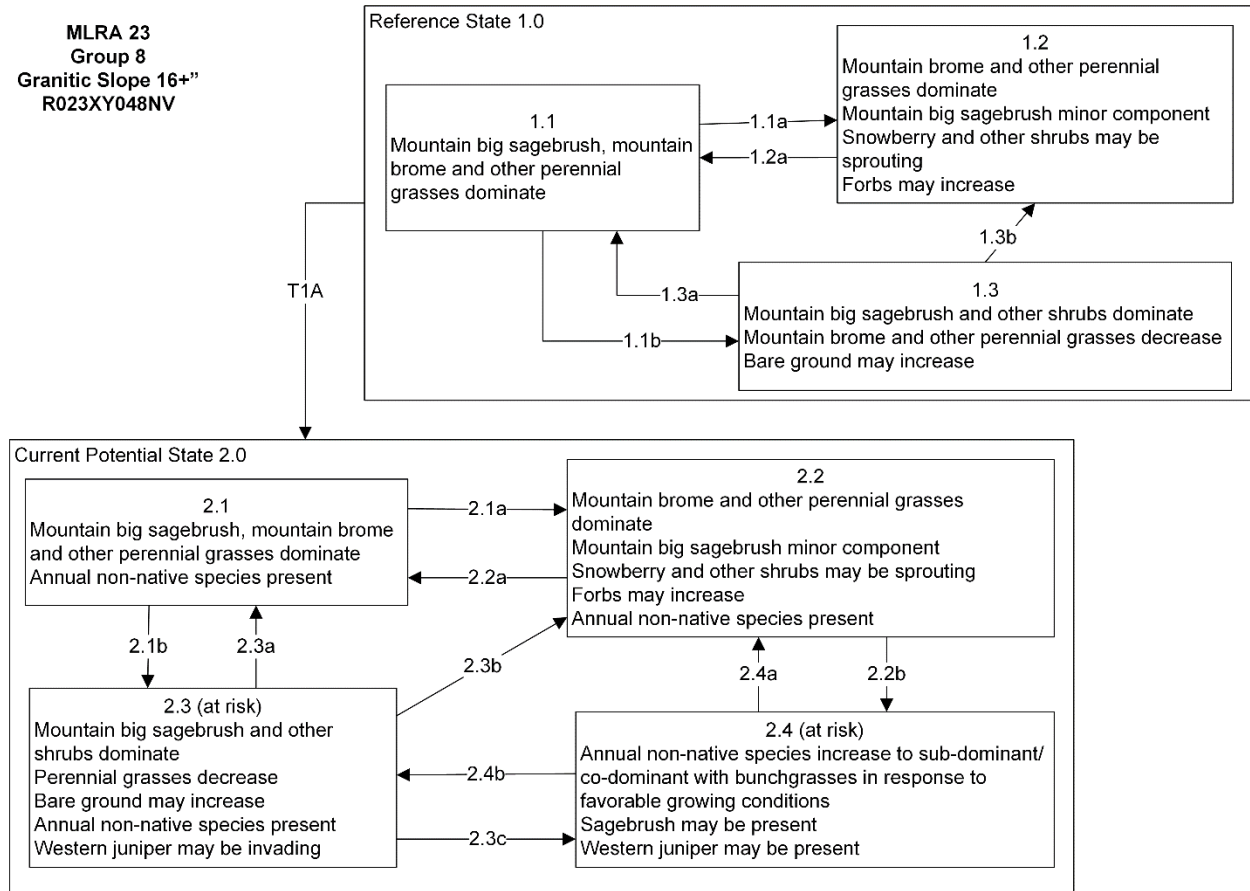 MLRA 23
Group 8
Granitic Slope 16+”
R023XY048NV
Reference State 1.0
1.1
Mountain big sagebrush, mountain
brome and other perennial
grasses dominate
1.1a
1.2a
1.2
Mountain brome and other perennial
grasses dominate
Mountain big sagebrush minor component
Snowberry and other shrubs may be
sprouting
Forbs may increase
1.3a
1.1b
1.3b
1.3
Mountain big sagebrush and other shrubs dominate
Mountain brome and other perennial grasses decrease
Bare ground may increase
T1A
Current Potential State 2.0
2.1
Mountain big sagebrush, mountain brome
and other perennial grasses dominate
Annual non-native species present
2.1a
2.2a
2.2
Mountain brome and other perennial grasses
dominate
Mountain big sagebrush minor component
Snowberry and other shrubs may be sprouting
Forbs may increase
Annual non-native species present
2.1b
2.3a
2.3b
2.4a
2.2b
2.3 (at risk)
Mountain big sagebrush and other
shrubs dominate
Perennial grasses decrease
Bare ground may increase
Annual non-native species present
Western juniper may be invading
2.4b
2.3c
2.4 (at risk)
Annual non-native species increase to sub-dominant/
co-dominant with bunchgrasses in response to
favorable growing conditions
Sagebrush may be present
Western juniper may be present